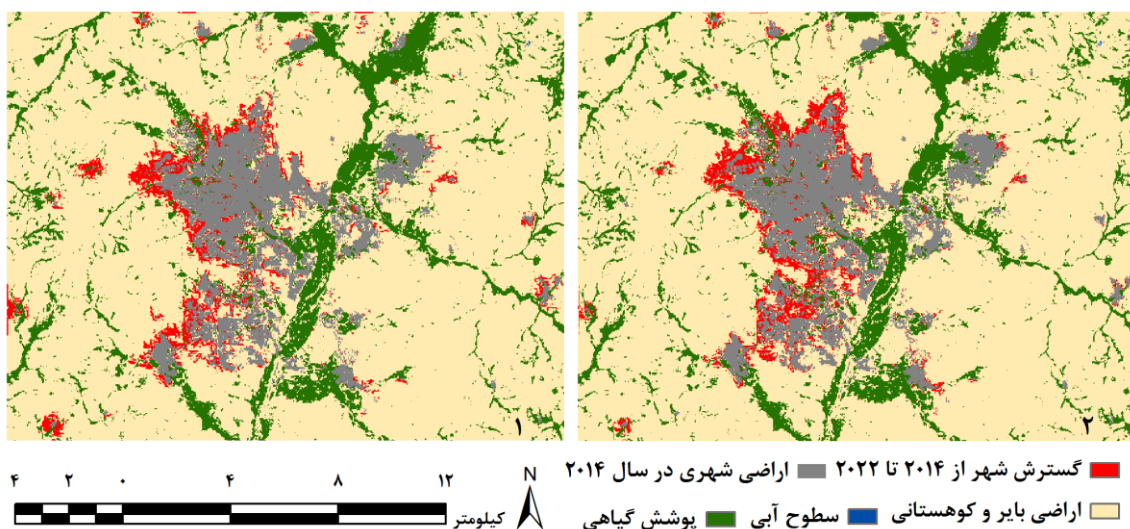 ۱
۲
گسترش شهر از ۲۰۱۴ تا ۲۰۲۲
اراضی شهری در سال ۲۰۱۴
اراضی بایر و کوهستانی
سطوح آبی
پوشش گیاهی
N
۴ ۲ ۰ ۴ ۸ ۱۲
کیلومتر